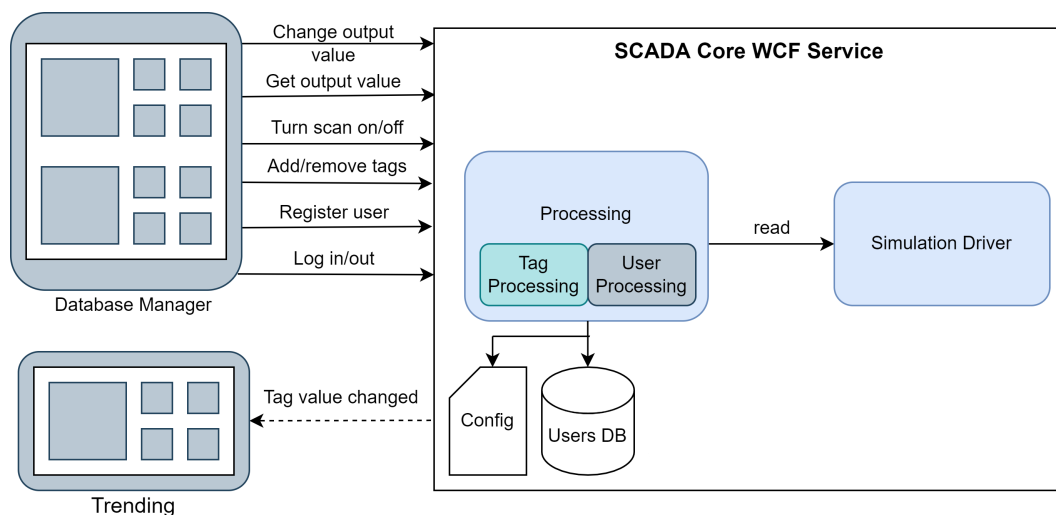 Change output
value
Get output value
Turn scan on/off
Add/remove tags
Register user
Log in/out
Database Manager
Tag value changed
Trending
SCADA Core WCF Service
Processing
Tag
Processing
User
Processing
read
Simulation Driver
Config
Users DB